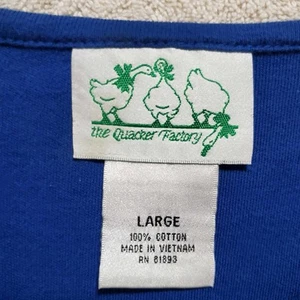 the Quacker Factory
LARGE
100% COTTON
MADE IN VIETNAM
RN 81893